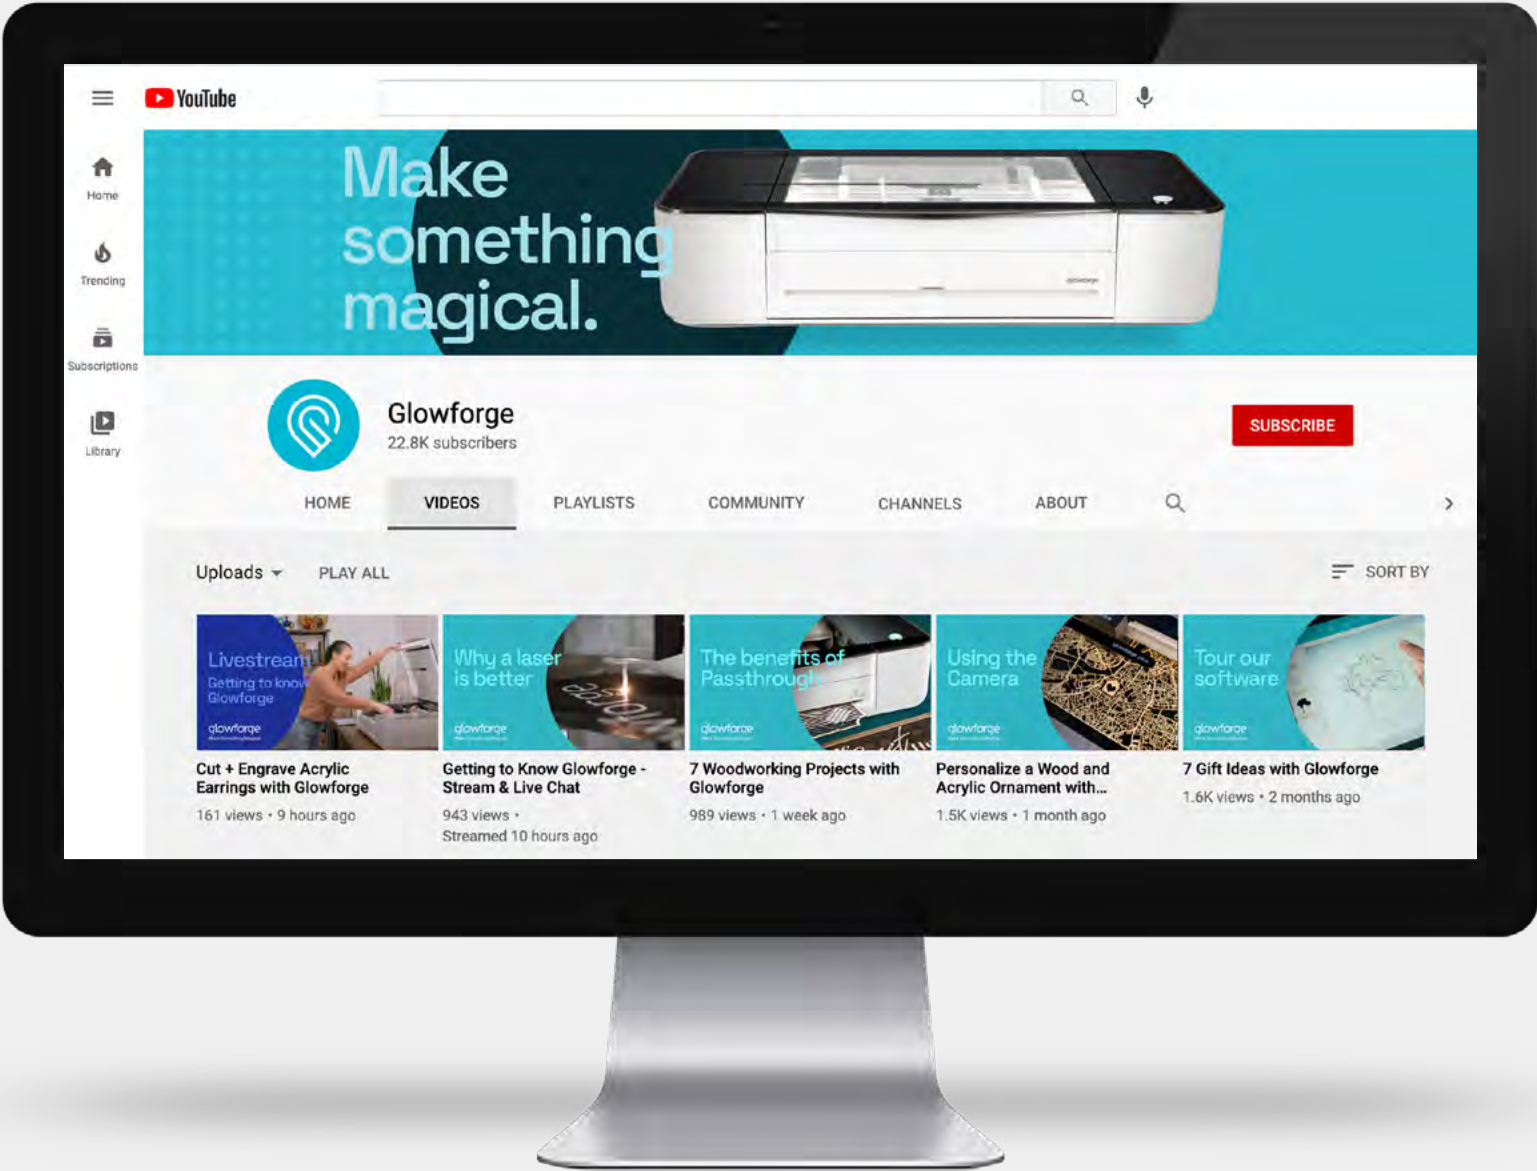 YouTube
Home
Trending
Subscriptions
Library
Make
something
magical.
glowforge
Glowforge
22.8K subscribers
SUBSCRIBE
HOME
VIDEOS
PLAYLISTS
COMMUNITY
CHANNELS
ABOUT
Uploads
PLAY ALL
SORT BY
Livestream
Getting to know
Glowforge
glowforge
Cut + Engrave Acrylic
Earrings with Glowforge
161 views • 9 hours ago
Why a laser
is better
glowforge
Getting to Know Glowforge -
Stream & Live Chat
943 views •
Streamed 10 hours ago
The benefits of
Passthrough
glowforge
7 Woodworking Projects with
Glowforge
989 views • 1 week ago
Using the
Camera
glowforge
Personalize a Wood and
Acrylic Ornament with...
1.5K views • 1 month ago
Tour our
software
glowforge
7 Gift Ideas with Glowforge
1.6K views • 2 months ago